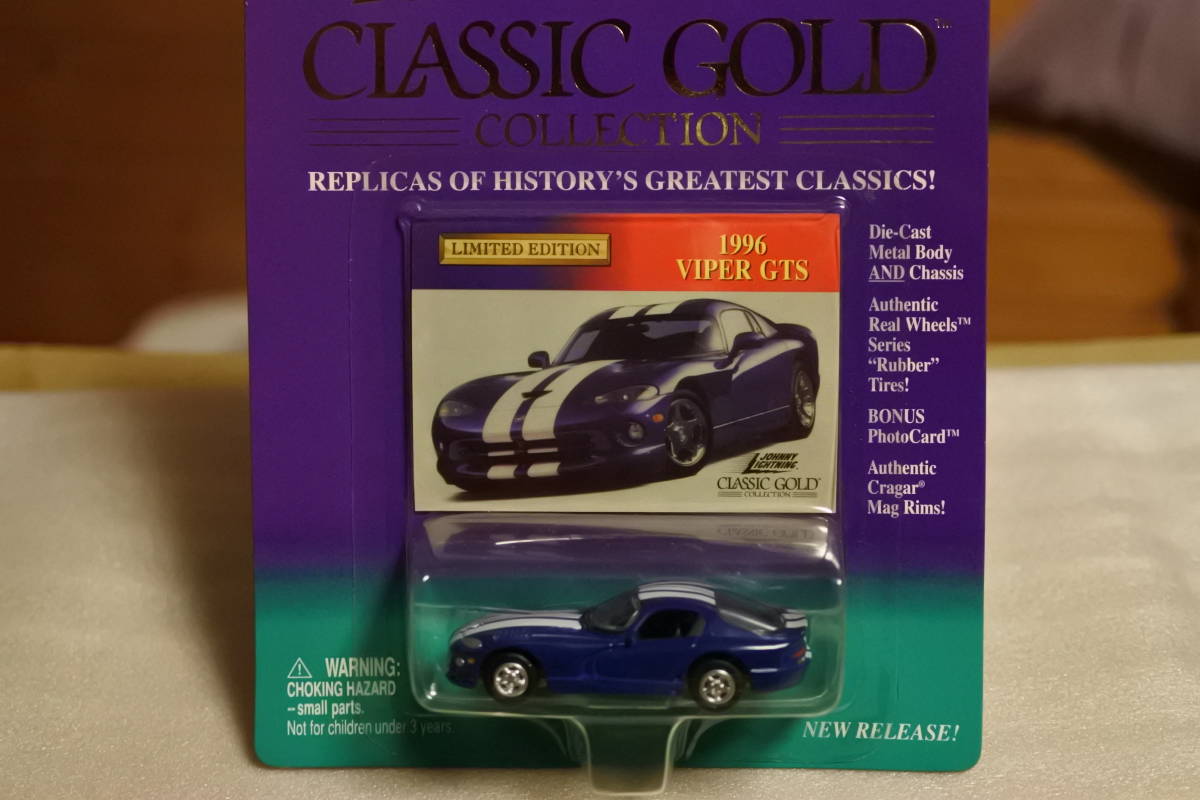 CLASSIC GOLD™
COLLECTION
REPLICAS OF HISTORY'S GREATEST CLASSICS!
LIMITED EDITION
1996
VIPER GTS
JOHNNY
LIGHTNING
CLASSIC GOLD™
COLLECTION
Die-Cast
Metal Body
AND Chassis
Authentic
Real Wheels™
Series
“Rubber”
Tires!
BONUS
PhotoCard™
Authentic
Cragar®
Mag Rims!
WARNING:
CHOKING HAZARD
--small parts.
Not for children under 3 years.
NEW RELEASE!